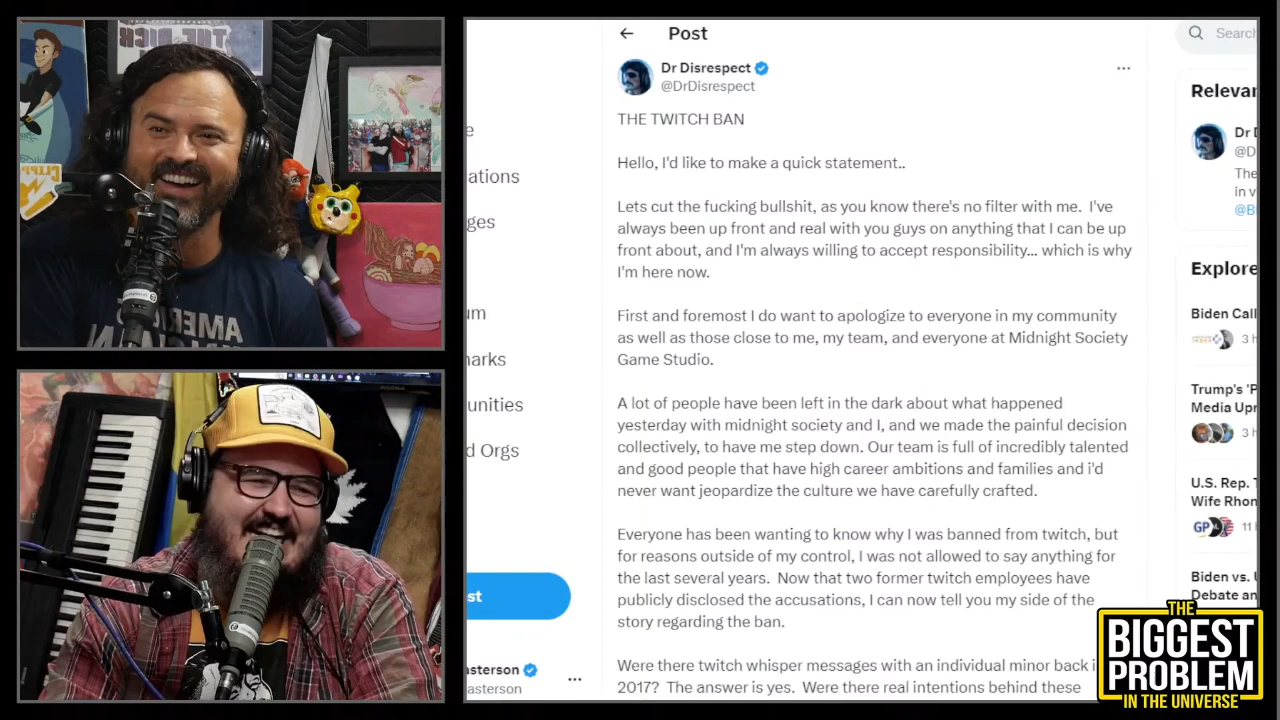 Post
Dr Disrespect
@DrDisrespect
THE TWITCH BAN
Hello, I'd like to make a quick statement..
Lets cut the fucking bullshit, as you know there's no filter with me. I've
always been up front and real with you guys on anything that I can be up
front about, and I'm always willing to accept responsibility... which is why
I'm here now.
First and foremost I do want to apologize to everyone in my community
as well as those close to me, my team, and everyone at Midnight Society
Game Studio.
A lot of people have been left in the dark about what happened
yesterday with midnight society and I, and we made the painful decision
collectively, to have me step down. Our team is full of incredibly talented
and good people that have high career ambitions and families and i'd
never want jeopardize the culture we have carefully crafted.
Everyone has been wanting to know why I was banned from twitch, but
for reasons outside of my control, I was not allowed to say anything for
the last several years. Now that two former twitch employees have
publicly disclosed the accusations, I can now tell you my side of the
story regarding the ban.
Were there twitch whisper messages with an individual minor back i
2017? The answer is yes. Were there real intentions behind these
e
ations
ges
um
arks
unities
d Orgs
st
asterson
asterson
Search
Relevan
Dr D
@D
The
in v
@B
Explore
Biden Call
3 h
Trump's 'P
Media Upr
3 h
U.S. Rep. T
Wife Rhon
GP
11 h
Biden vs. U
Debate an
THE
BIGGEST
PROBLEM
IN THE UNIVERSE